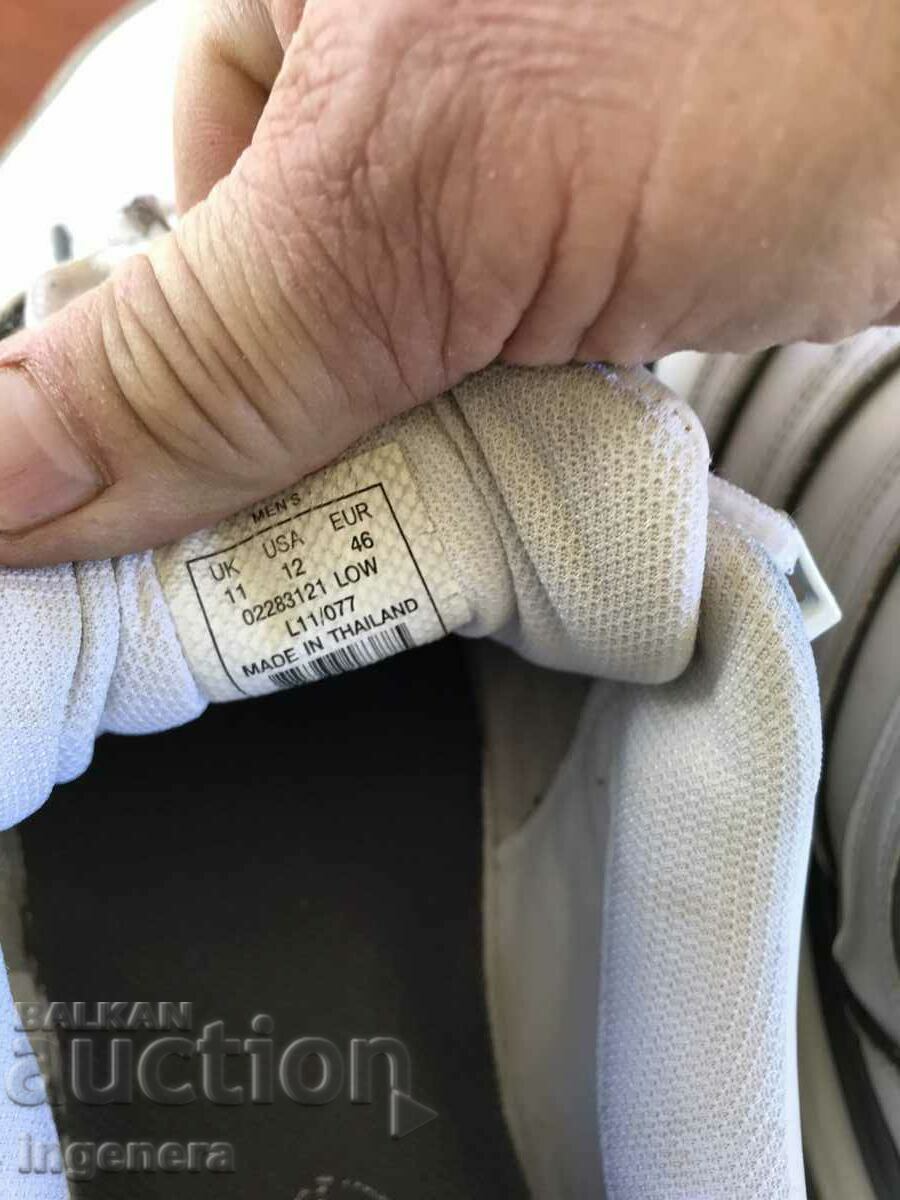 MEN'S
UK USA EUR
11 12 46
02283121 LOW
L11/077
MADE IN THAILAND
BALKAN
auction
ingenera